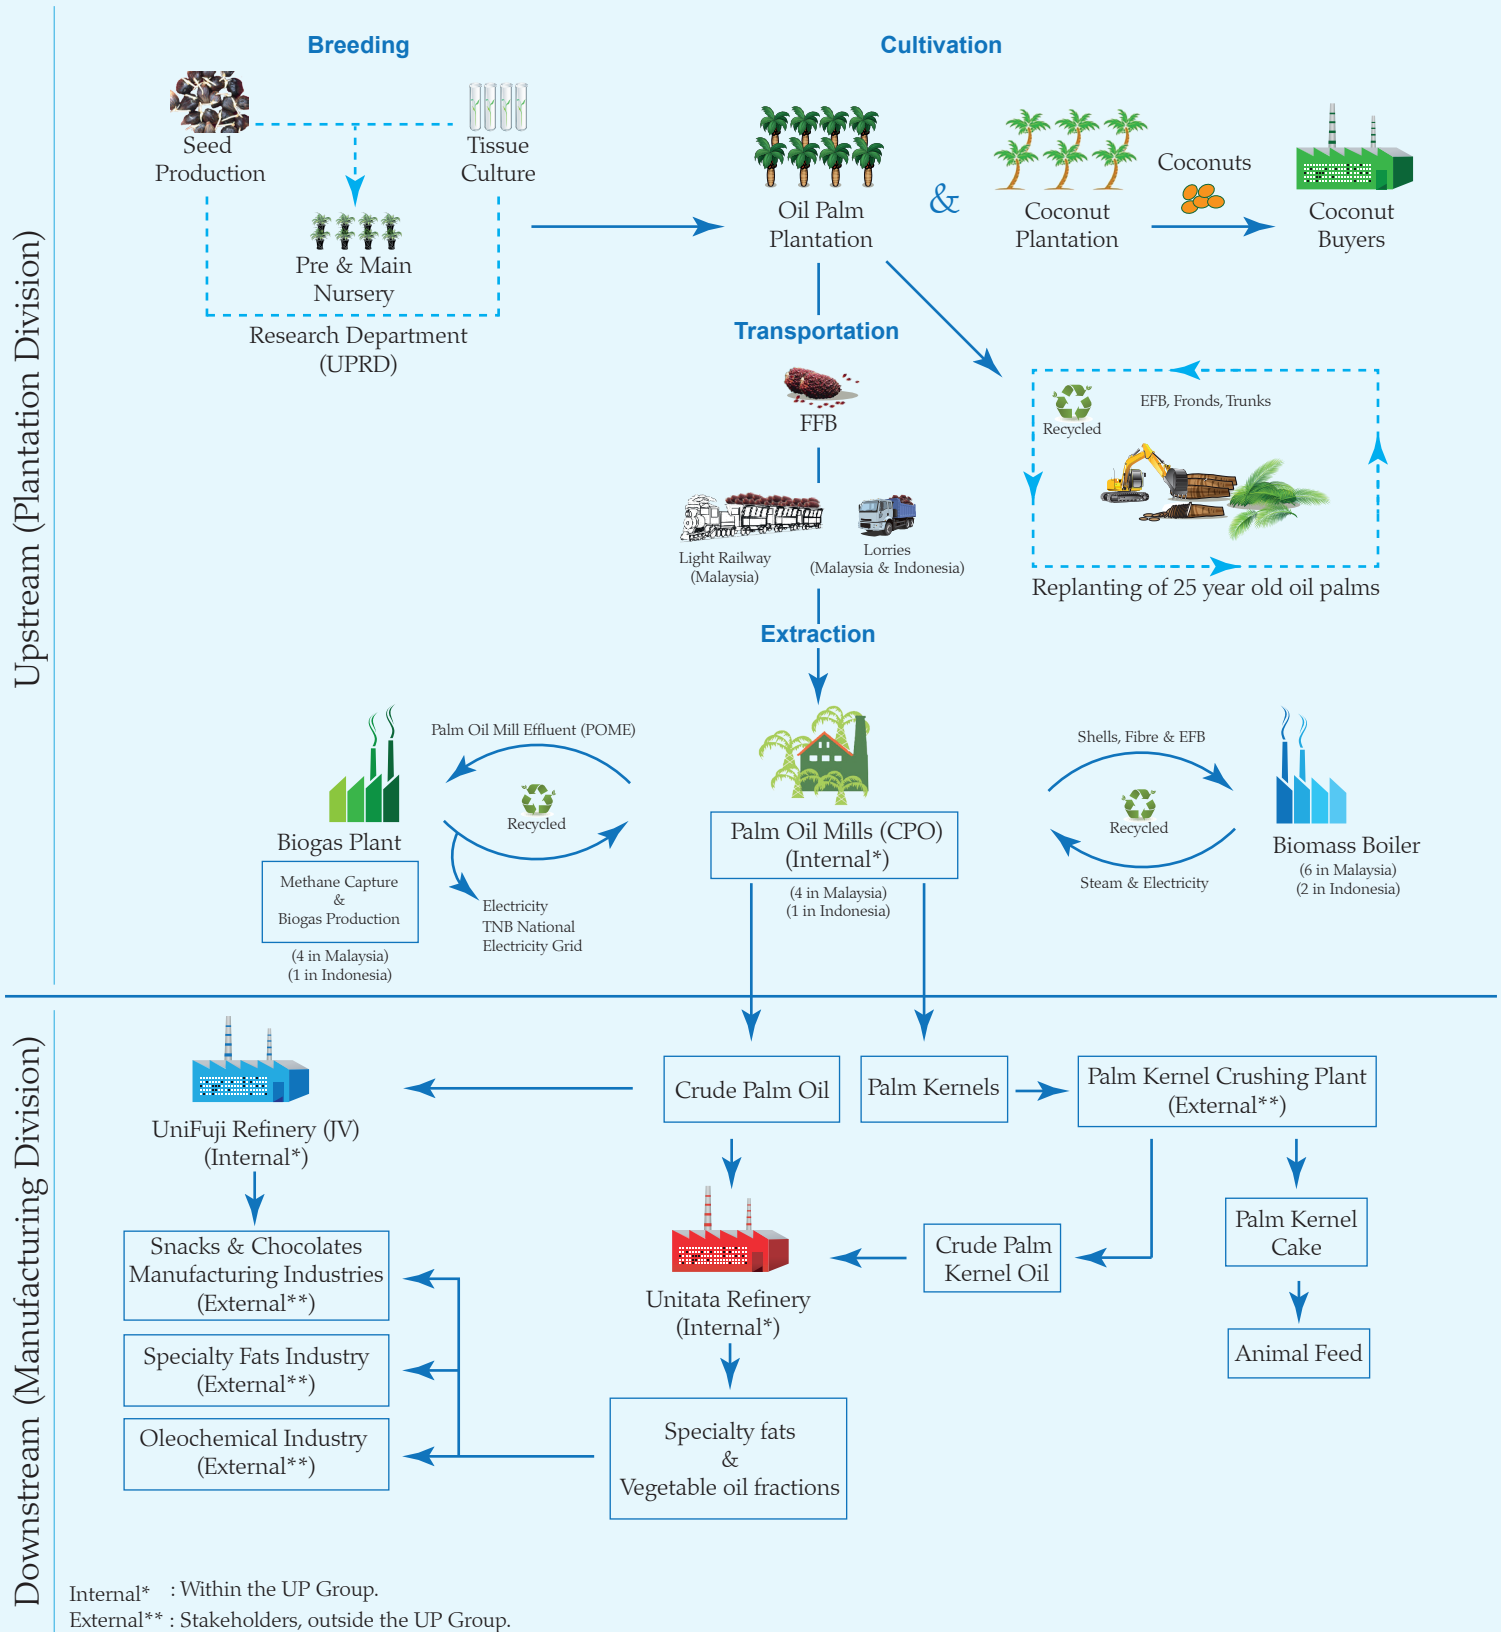 Upstream (Plantation Division)
Breeding
Seed
Production
Tissue
Culture
Pre & Main
Nursery
Research Department
(UPRD)
Cultivation
Oil Palm
Plantation
&
Coconut
Plantation
Coconuts
Coconut
Buyers
Transportation
FFB
Light Railway
(Malaysia)
Lorries
(Malaysia & Indonesia)
Recycled
EFB, Fronds, Trunks
Replanting of 25 year old oil palms
Extraction
Palm Oil Mill Effluent (POME)
Recycled
Biogas Plant
Methane Capture
&
Biogas Production
(4 in Malaysia)
(1 in Indonesia)
Electricity
TNB National
Electricity Grid
Palm Oil Mills (CPO)
(Internal*)
(4 in Malaysia)
(1 in Indonesia)
Shells, Fibre & EFB
Recycled
Steam & Electricity
Biomass Boiler
(6 in Malaysia)
(2 in Indonesia)
Downstream (Manufacturing Division)
UniFuji Refinery (JV)
(Internal*)
Crude Palm Oil
Palm Kernels
Palm Kernel Crushing Plant
(External**)
Snacks & Chocolates
Manufacturing Industries
(External**)
Specialty Fats Industry
(External**)
Oleochemical Industry
(External**)
Unitata Refinery
(Internal*)
Crude Palm
Kernel Oil
Palm Kernel
Cake
Animal Feed
Specialty fats
&
Vegetable oil fractions
Internal* : Within the UP Group.
External** : Stakeholders, outside the UP Group.